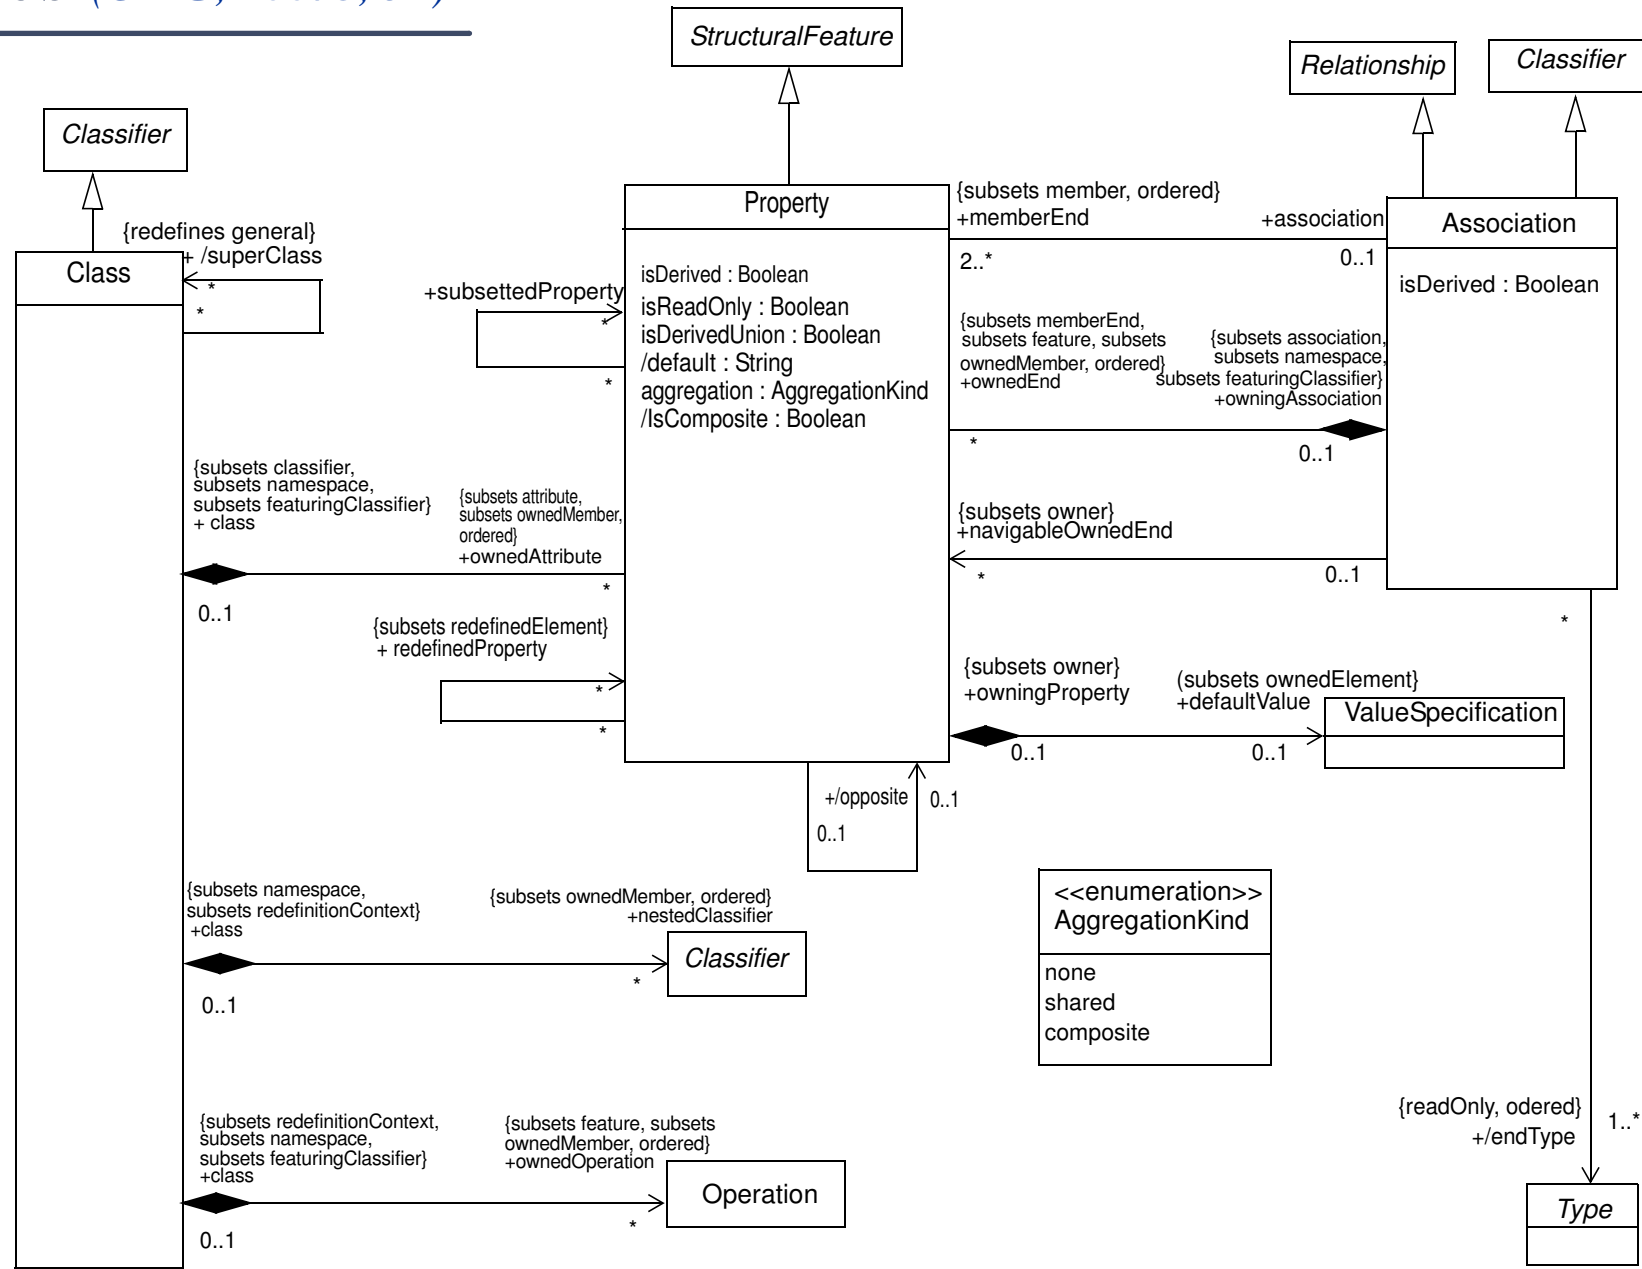 StructuralFeature
Relationship
Classifier
Classifier
{redefines general}
+ /superClass
*
*
Class
Property
isDerived : Boolean
isReadOnly : Boolean
isDerivedUnion : Boolean
/default : String
aggregation : AggregationKind
/IsComposite : Boolean
+subsettedProperty
*
*
{subsets member, ordered}
+memberEnd
+association
2..*
0..1
Association
isDerived : Boolean
{subsets memberEnd,
subsets feature, subsets
ownedMember, ordered}
+ownedEnd
{subsets association,
subsets namespace,
subsets featuringClassifier}
+owningAssociation
*
0..1
{subsets classifier,
subsets namespace,
subsets featuringClassifier}
+ class
{subsets attribute,
subsets ownedMember,
ordered}
+ownedAttribute
*
0..1
{subsets owner}
+navigableOwnedEnd
*
0..1
*
{subsets redefinedElement}
+ redefinedProperty
*
*
{subsets owner}
+owningProperty
(subsets ownedElement}
+defaultValue
0..1
0..1
ValueSpecification
+/opposite
0..1
0..1
{subsets namespace,
subsets redefinitionContext}
+class
{subsets ownedMember, ordered}
+nestedClassifier
0..1
*
Classifier
<<enumeration>>
AggregationKind
none
shared
composite
{subsets redefinitionContext,
subsets namespace,
subsets featuringClassifier}
+class
{subsets feature, subsets
ownedMember, ordered}
+ownedOperation
0..1
*
Operation
{readOnly, odered}
+/endType
1..*
Type